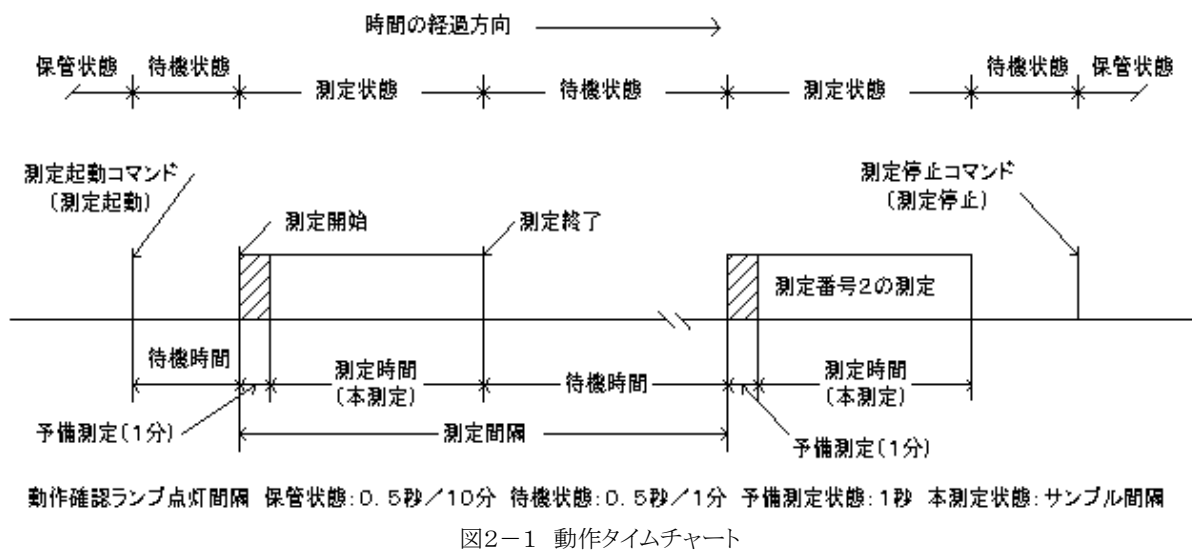 時間の経過方向
保管状態 待機状態 測定状態 待機状態 測定状態 待機状態 保管状態
測定起動コマンド
(測定起動)
測定停止コマンド
(測定停止)
測定開始
測定終了
測定番号2の測定
待機時間
測定時間
(本測定)
待機時間
測定時間
(本測定)
予備測定(1分)
測定間隔
予備測定(1分)
動作確認ランプ点灯間隔 保管状態:0.5秒/10分 待機状態:0.5秒/1分 予備測定状態:1秒 本測定状態:サンプル間隔
図2-1 動作タイムチャート